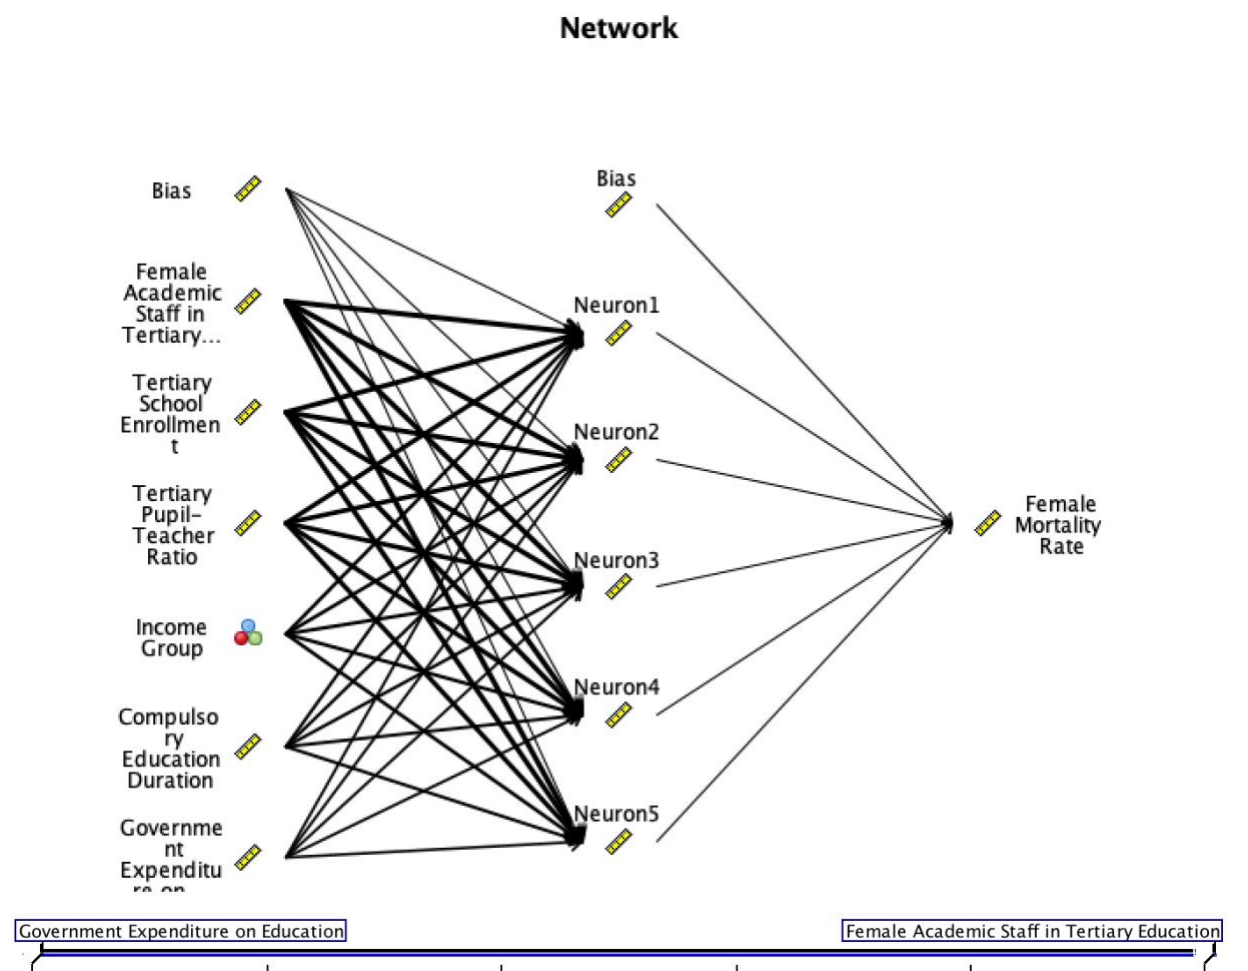 Network
Bias
Female
Academic
Staff in
Tertiary...
Tertiary
School
Enrollmen
t
Tertiary
Pupil-
Teacher
Ratio
Income
Group
Compulso
ry
Education
Duration
Governme
nt
Expenditu
re on
Bias
Neuron1
Neuron2
Neuron3
Neuron4
Neuron5
Female
Mortality
Rate
Government Expenditure on Education
Female Academic Staff in Tertiary Education